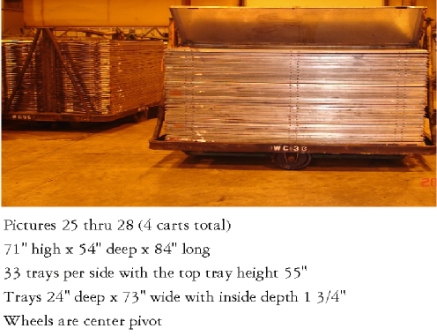 WC-3G
28
Pictures 25 thru 28 (4 carts total)
71" high x 54" deep x 84" long
33 trays per side with the top tray height 55"
Trays 24" deep x 73" wide with inside depth 1 3/4"
Wheels are center pivot